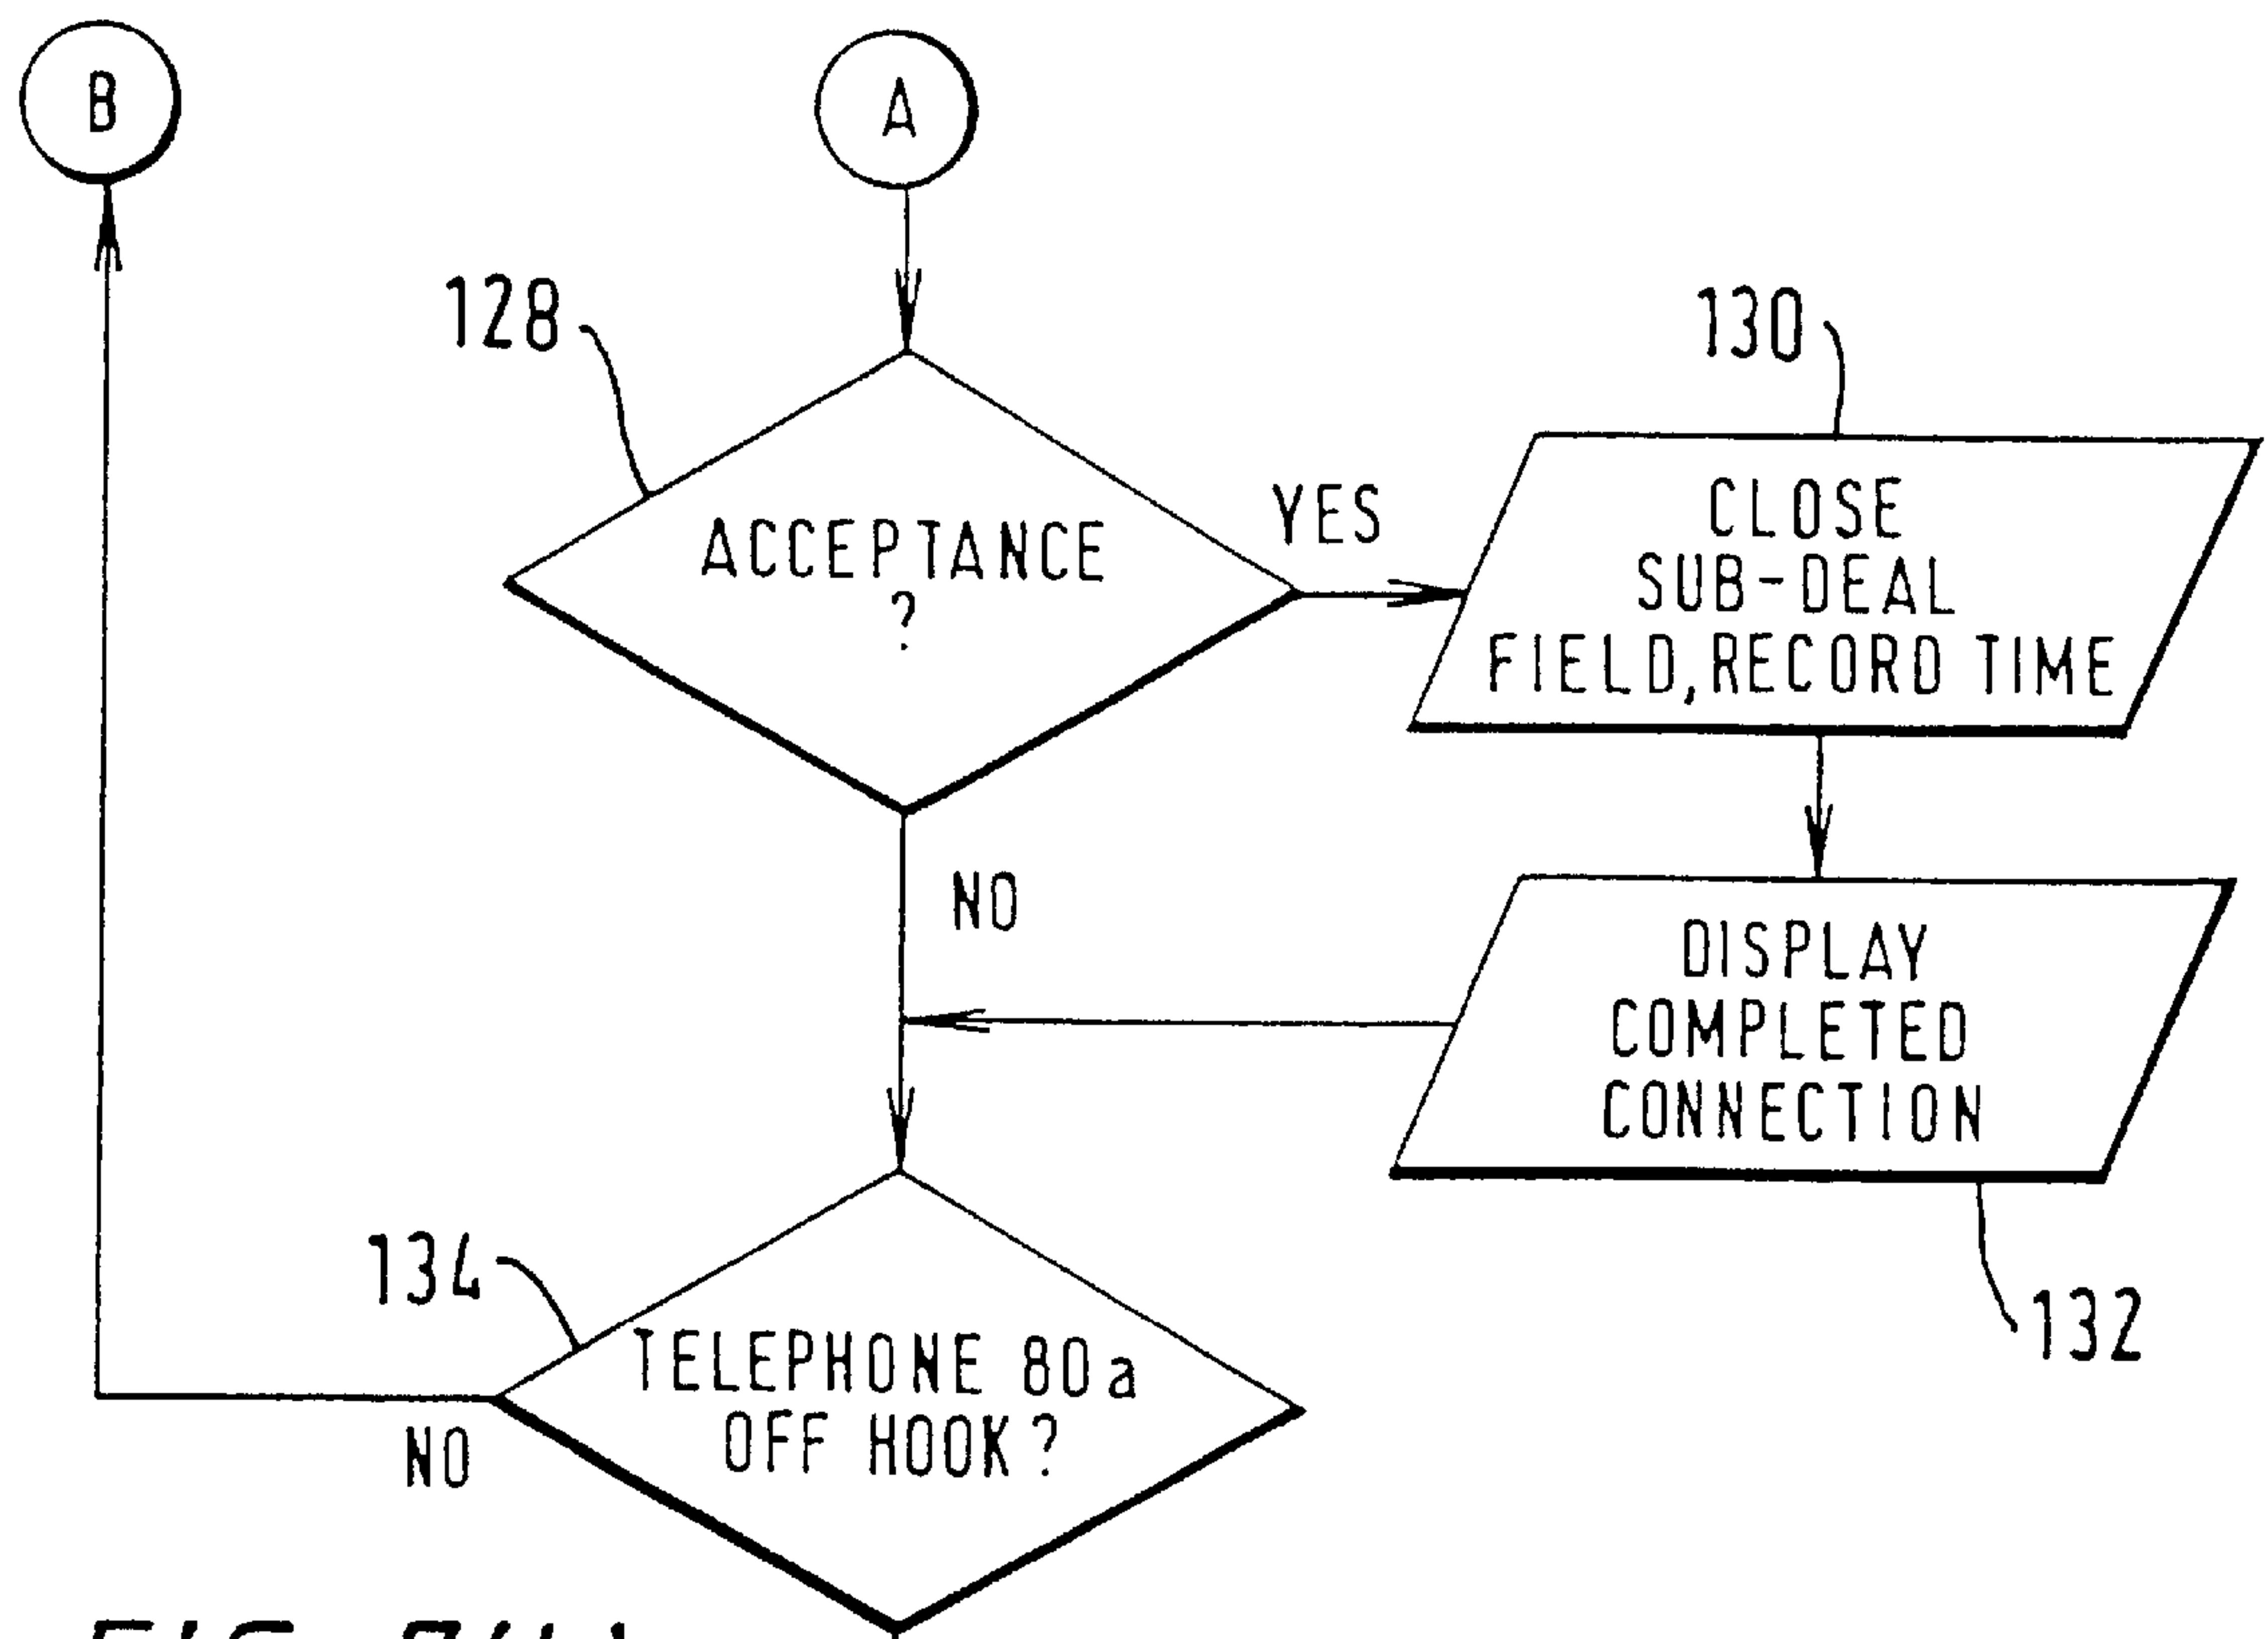 B
A
128
130
ACCEPTANCE
?
YES
CLOSE
SUB-DEAL
FIELD, RECORD TIME
NO
DISPLAY
COMPLETED
CONNECTION
134
132
TELEPHONE 80a
OFF HOOK?
NO